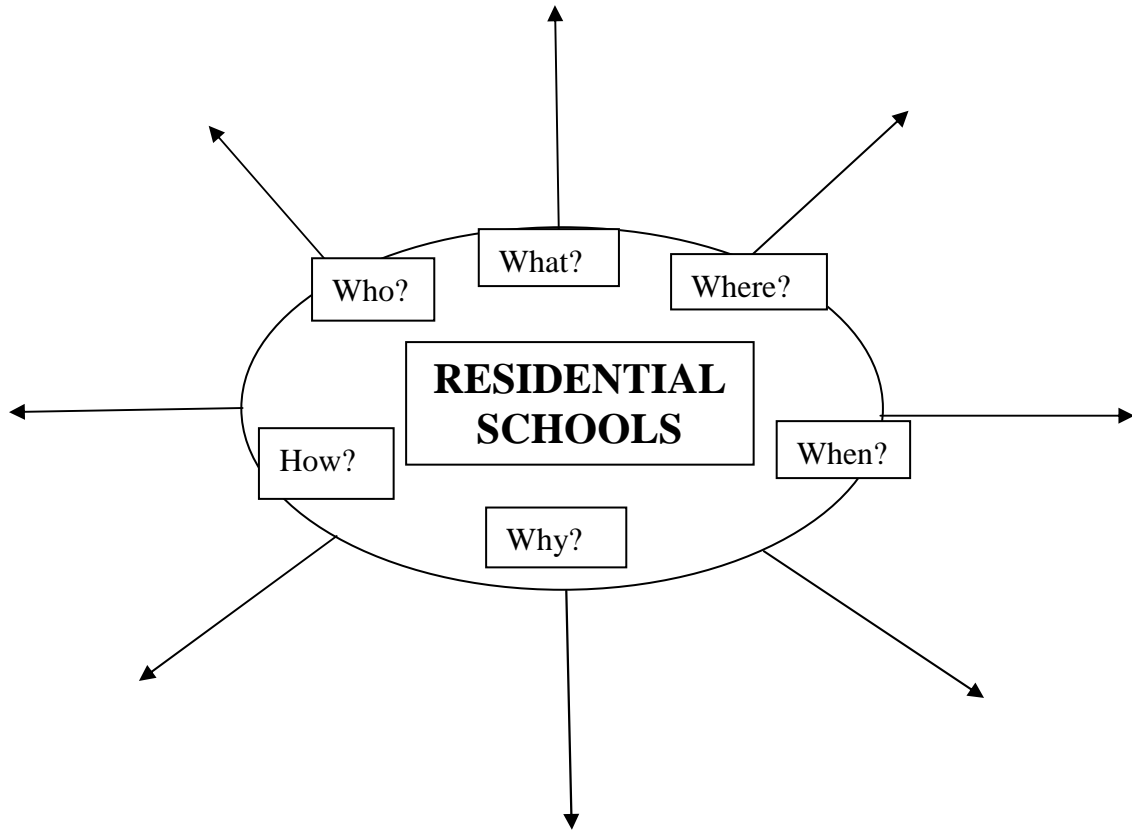 What?
Who?
Where?
RESIDENTIAL
SCHOOLS
How?
When?
Why?